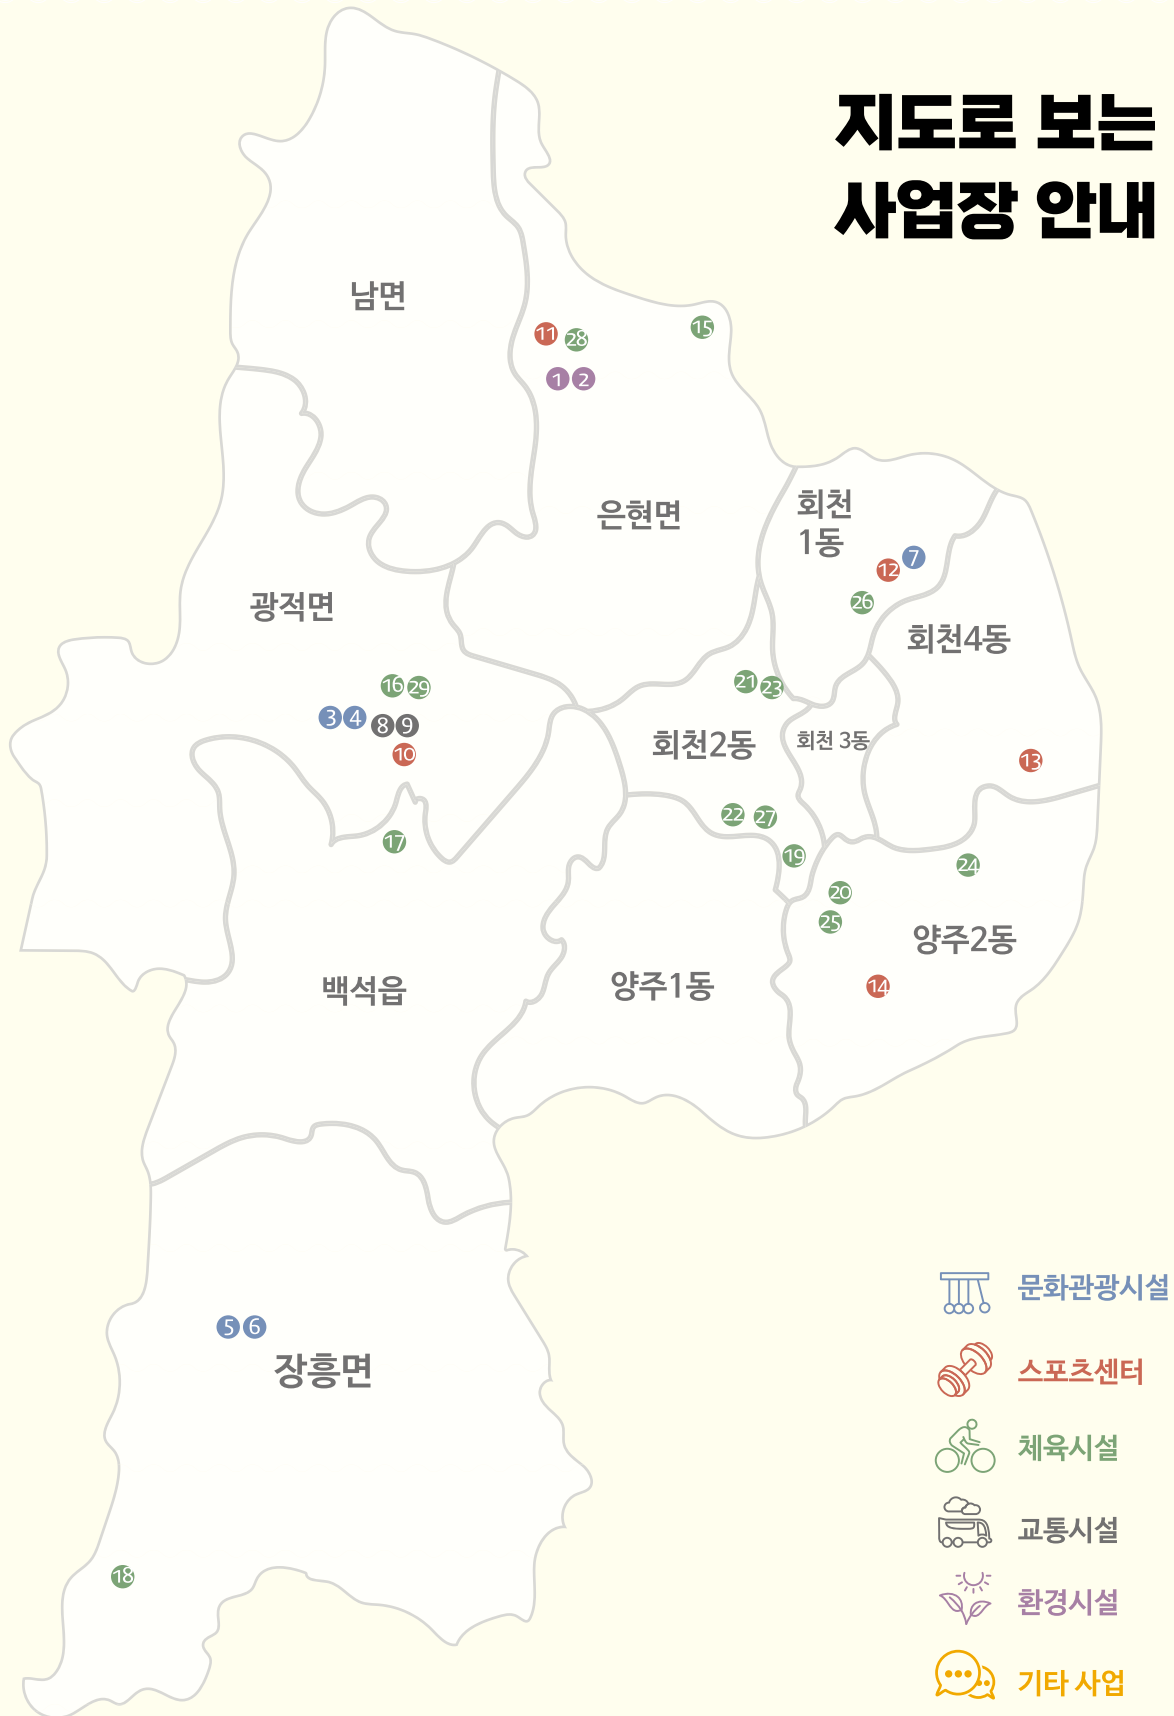 지도로 보는
사업장 안내
남면
11 28 15
1 2
은현면
회천
1동
7
12
26
광적면
회천4동
16 29
21 23
3 4 8 9
회천2동
회천 3동
10
13
22 27
17
19
24
20
25
양주2동
백석읍
양주1동
14
문화관광시설
5 6
장흥면
스포츠센터
체육시설
교통시설
18
환경시설
기타 사업